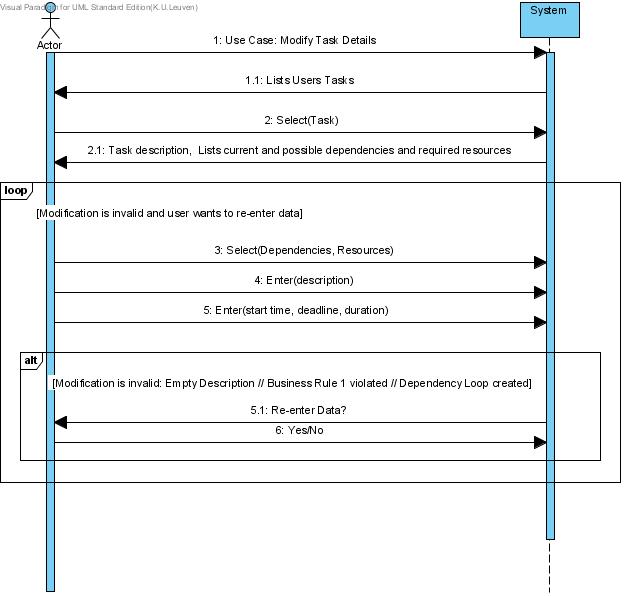 Visual Paradigm for UML Standard Edition(K.U.Leuven)
System
Actor
1: Use Case: Modify Task Details
1.1: Lists Users Tasks
2: Select(Task)
2.1: Task description, Lists current and possible dependencies and required resources
loop
[Modification is invalid and user wants to re-enter data]
3: Select(Dependencies, Resources)
4: Enter(description)
5: Enter(start time, deadline, duration)
alt
[Modification is invalid: Empty Description // Business Rule 1 violated // Dependency Loop created]
5.1: Re-enter Data?
6: Yes/No